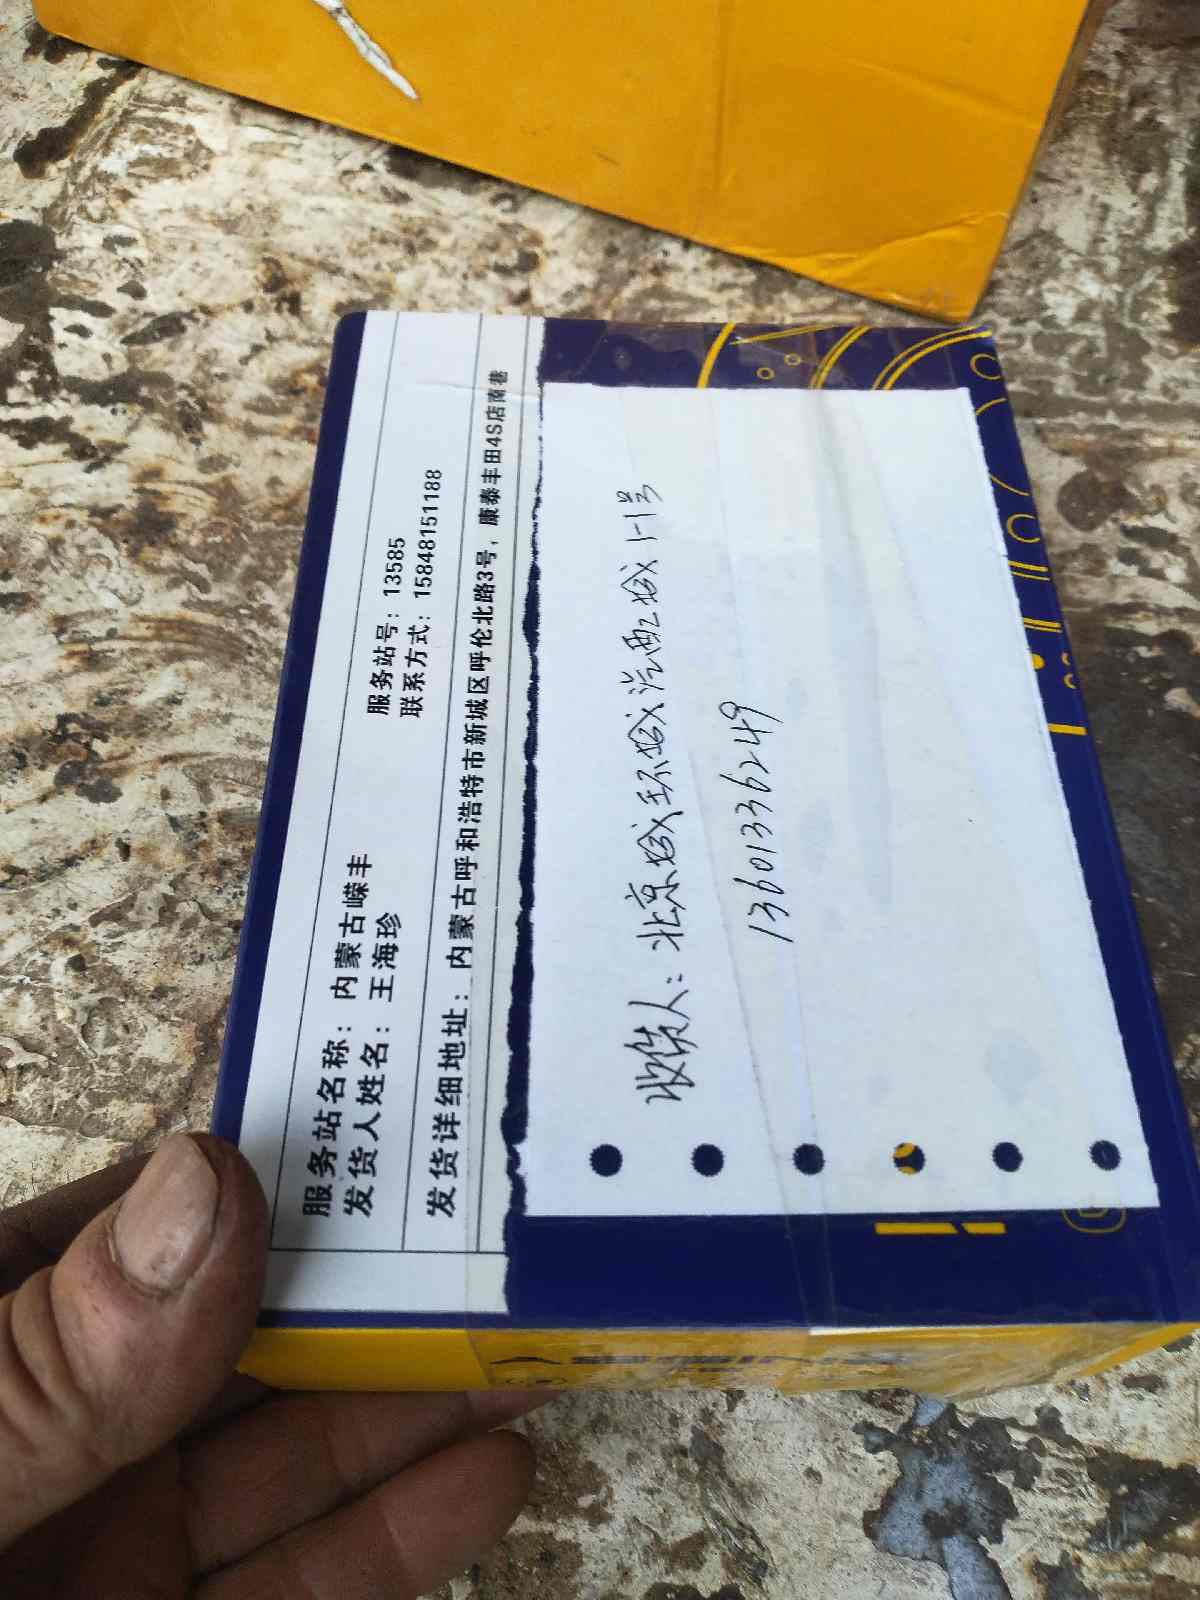 服务站名称：内蒙古嵘丰 服务站号：13585
发货人姓名：王海珍 联系方式：15848151188
发货详细地址：内蒙古呼和浩特市新城区呼伦北路3号，康泰丰田4S店南巷
收货人：北京城环城汽配城1-1号
13601336249